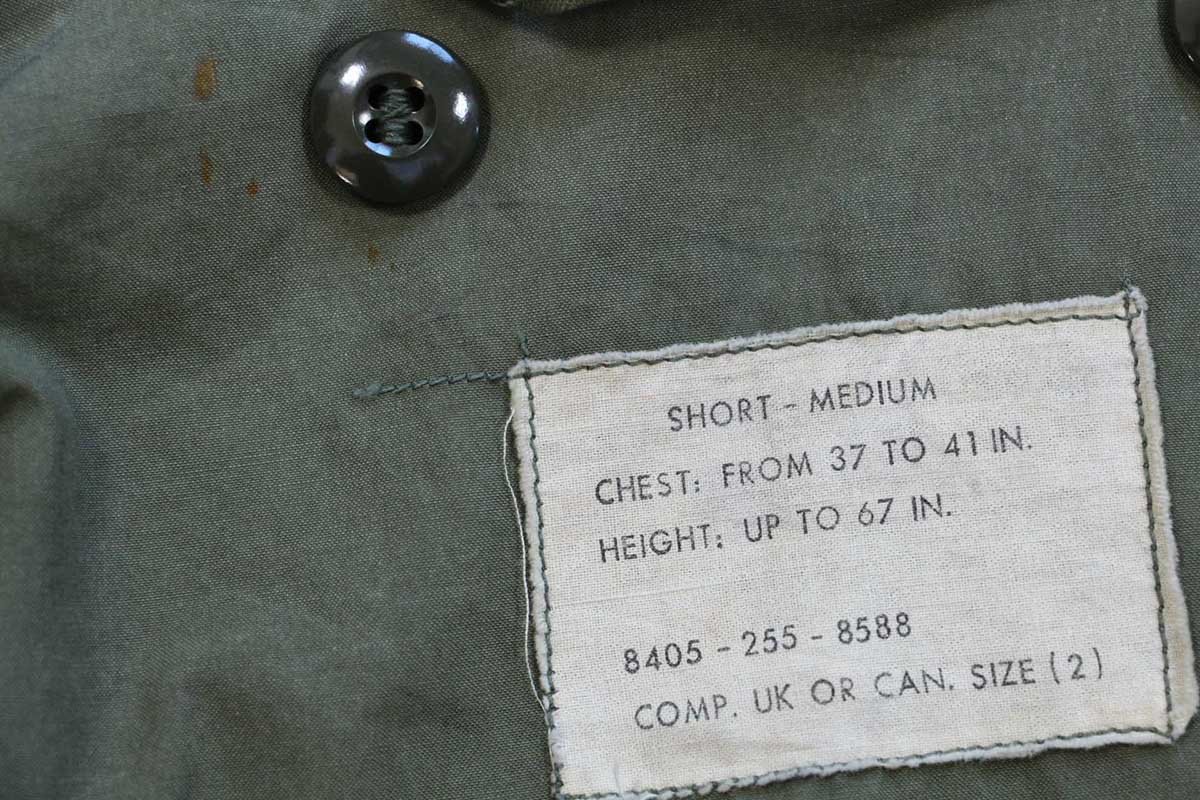 SHORT - MEDIUM
CHEST: FROM 37 TO 41 IN.
HEIGHT: UP TO 67 IN.
8405 - 255 - 8588
COMP. UK OR CAN. SIZE (2)